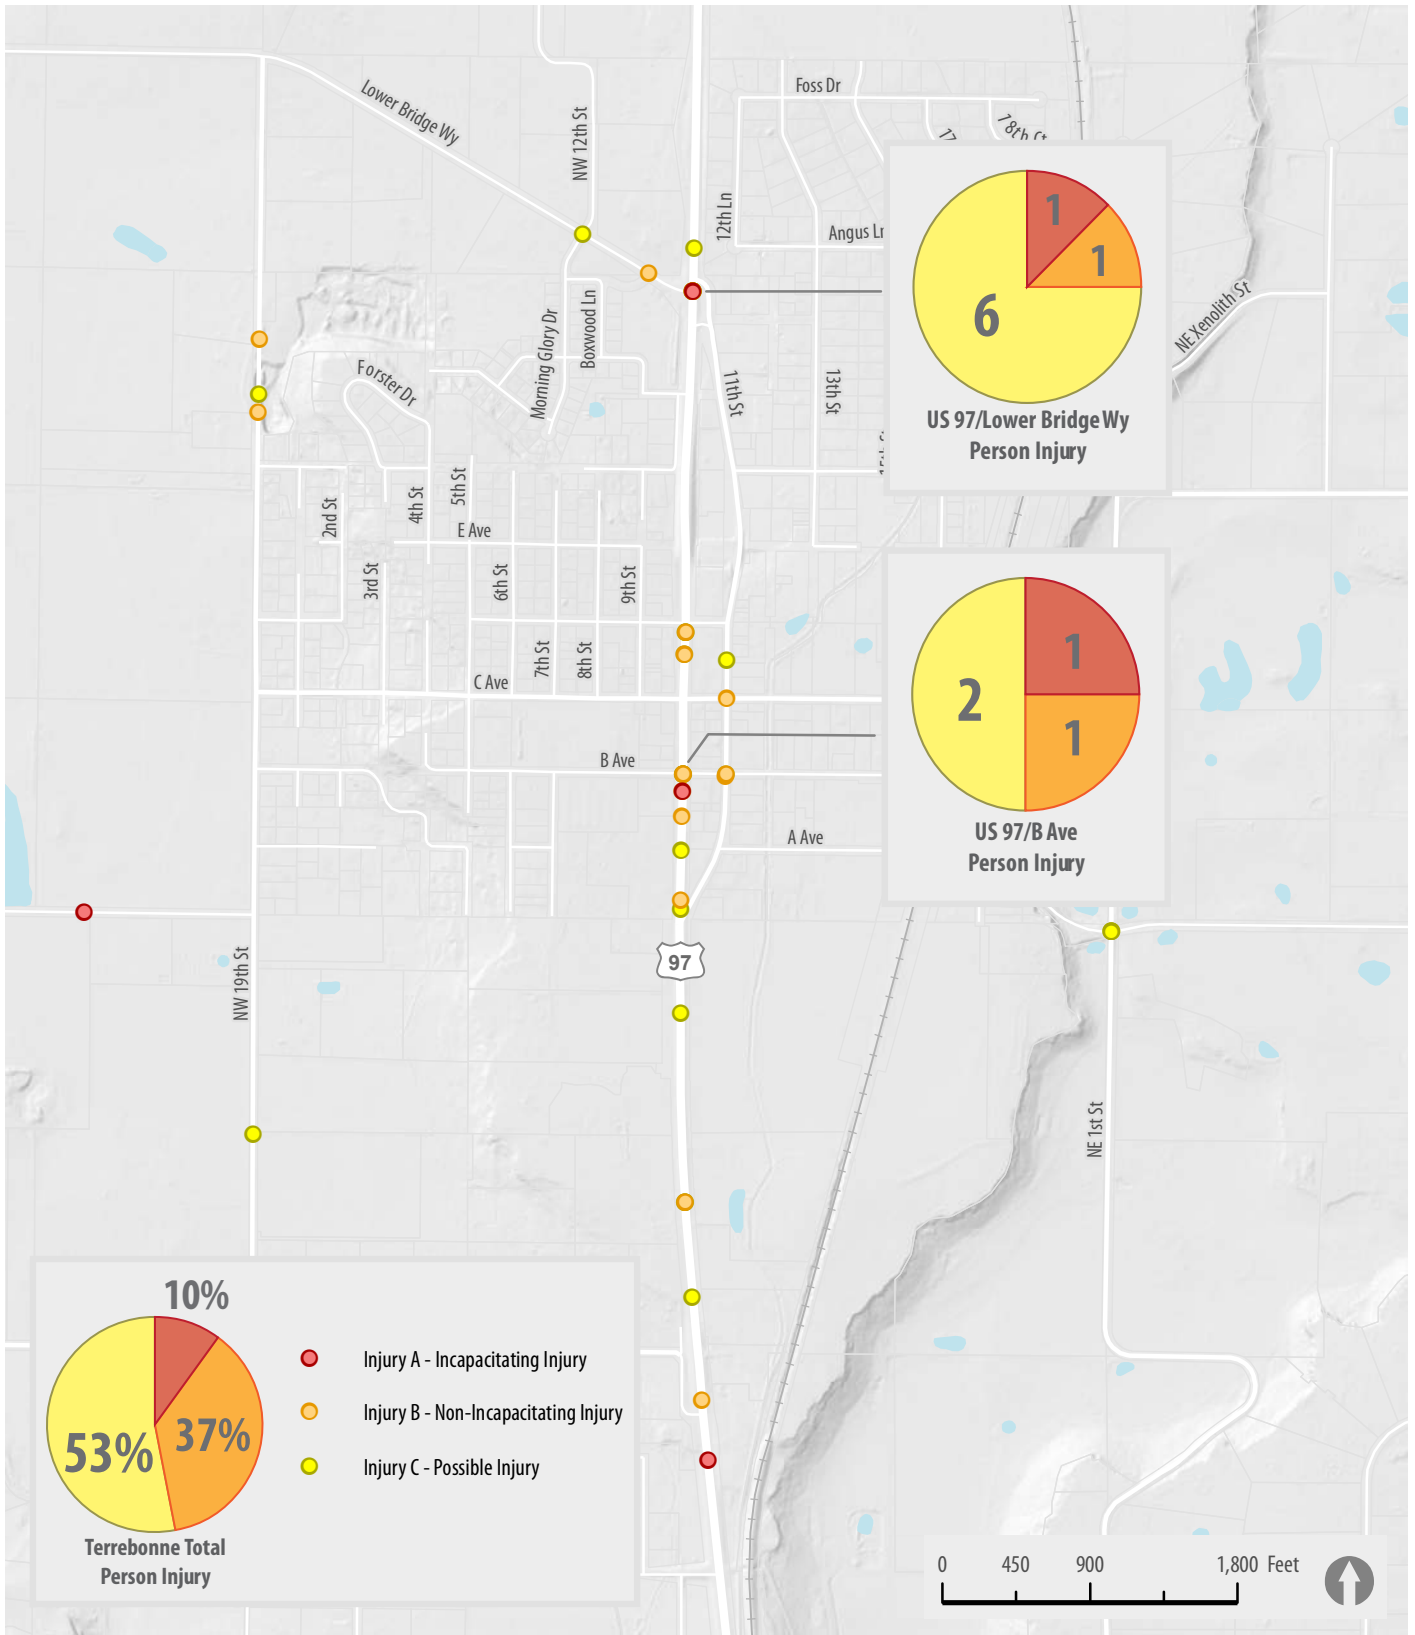 Foss Dr
Lower Bridge Wy
NW 12th St
17
18th Ct
12th Ln
Angus Ln
1
1
6
US 97/Lower Bridge Wy
Person Injury
NE Xenolith St
Morning Glory Dr
Boxwood Ln
Forster Dr
11th St
13th St
15th St
2nd St
4th St
5th St
E Ave
3rd St
6th St
9th St
7th St
8th St
C Ave
B Ave
A Ave
2
1
1
US 97/B Ave
Person Injury
97
NW 19th St
NE 1st St
10%
53%
37%
Terrebonne Total
Person Injury
Injury A - Incapacitating Injury
Injury B - Non-Incapacitating Injury
Injury C - Possible Injury
0 450 900 1,800 Feet